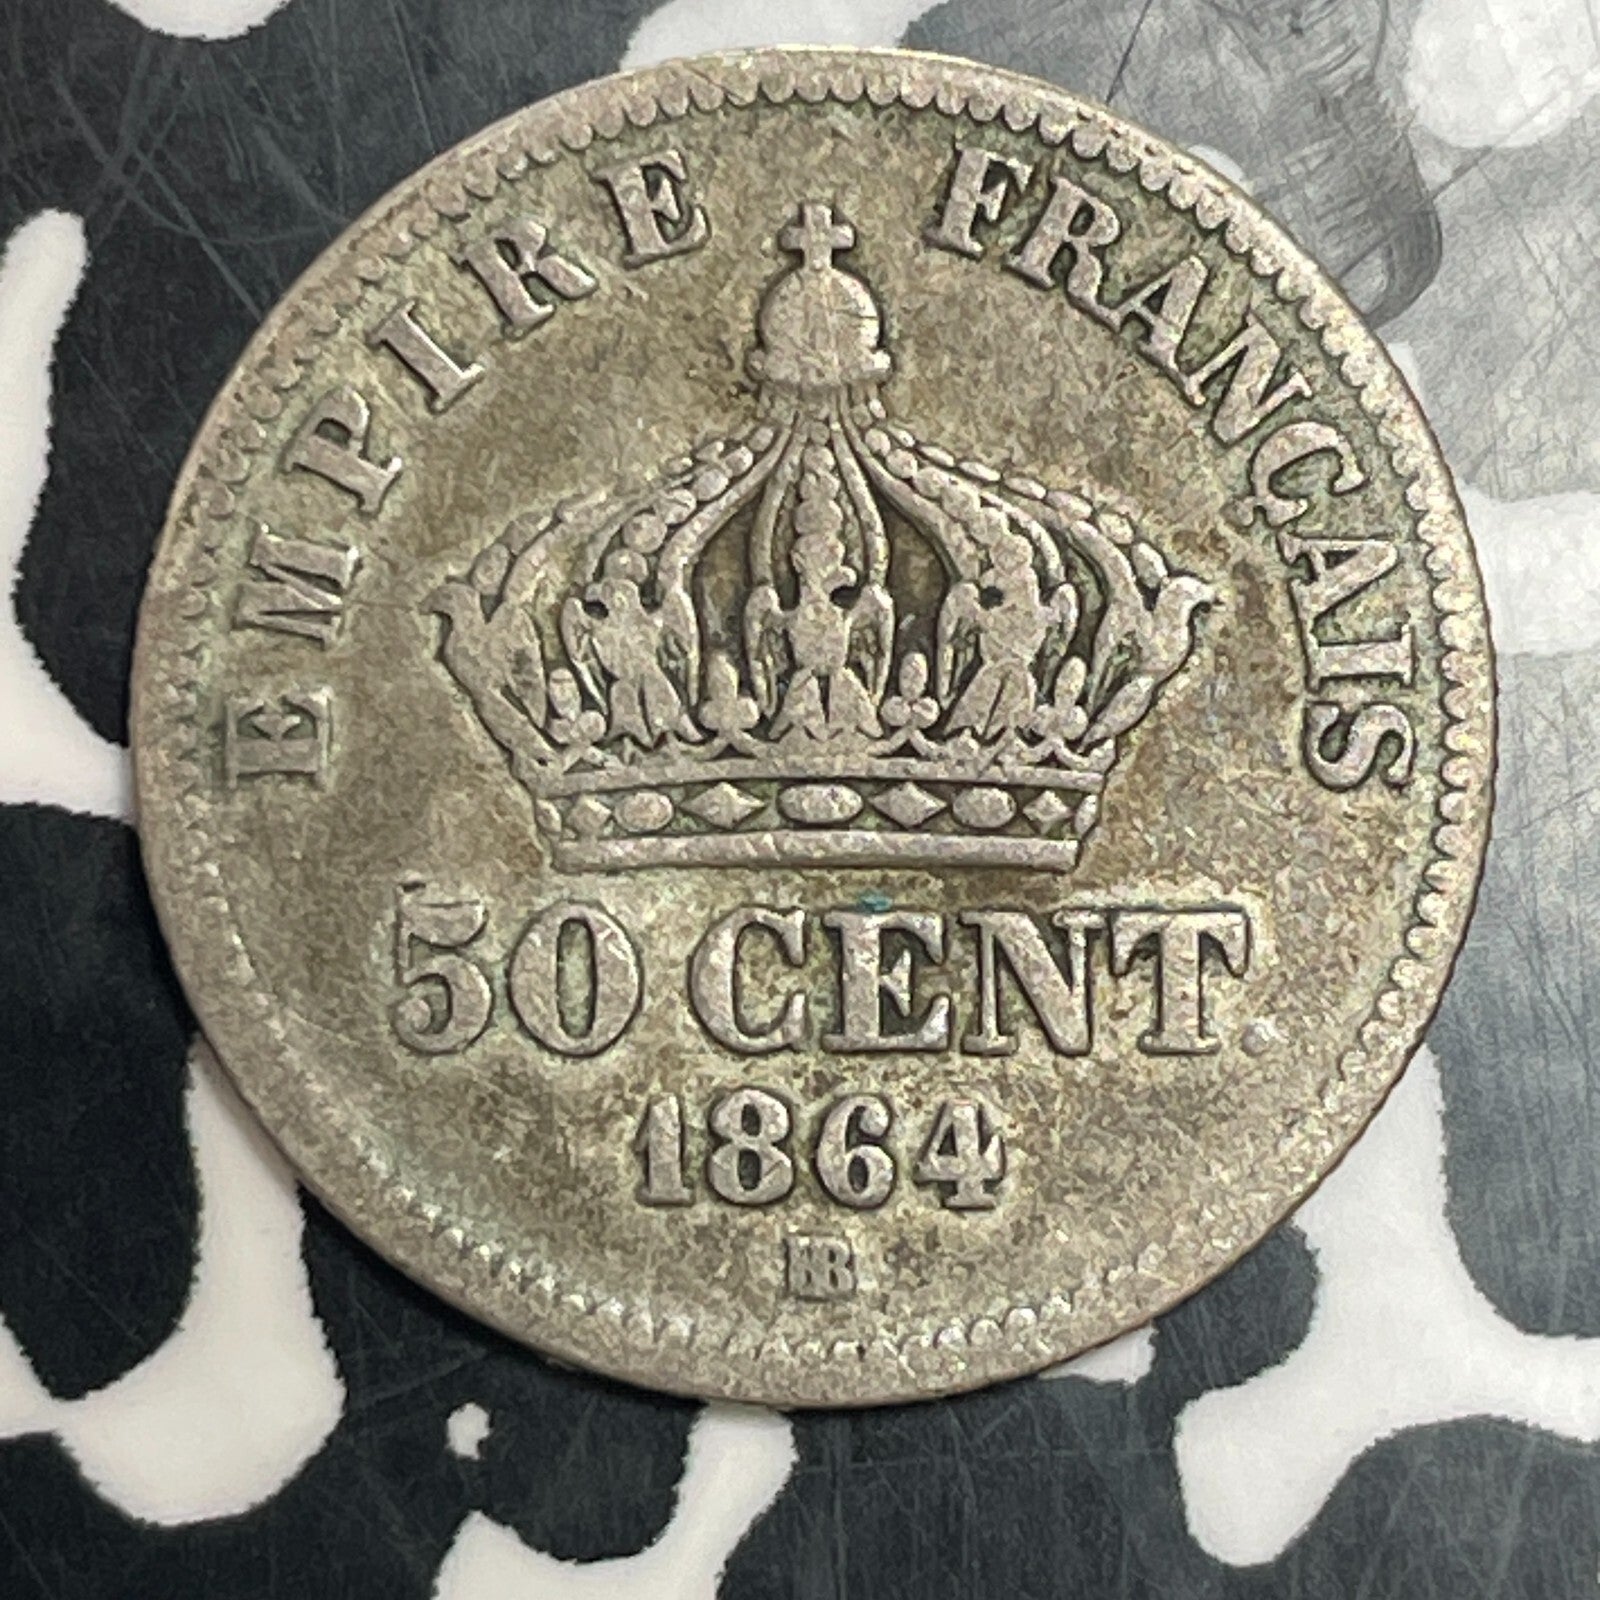 EMPIRE FRANÇAIS
50 CENT.
1864
BB